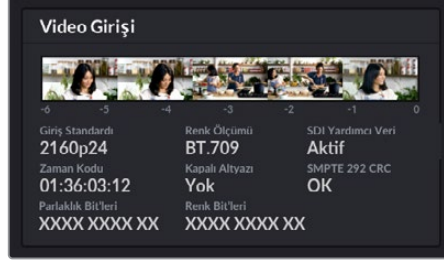 Video Girişi
-6 -5 -4 -3 -2 -1 0
Giriş Standardı Renk Ölçümü SDI Yardımcı Veri
2160p24 BT.709 Aktif
Zaman Kodu Kapalı Altyazı SMPTE 292 CRC
01:36:03:12 Yok OK
Parlaklık Bit'leri Renk Bit'leri
XXXX XXXX XX XXXX XXXX XX